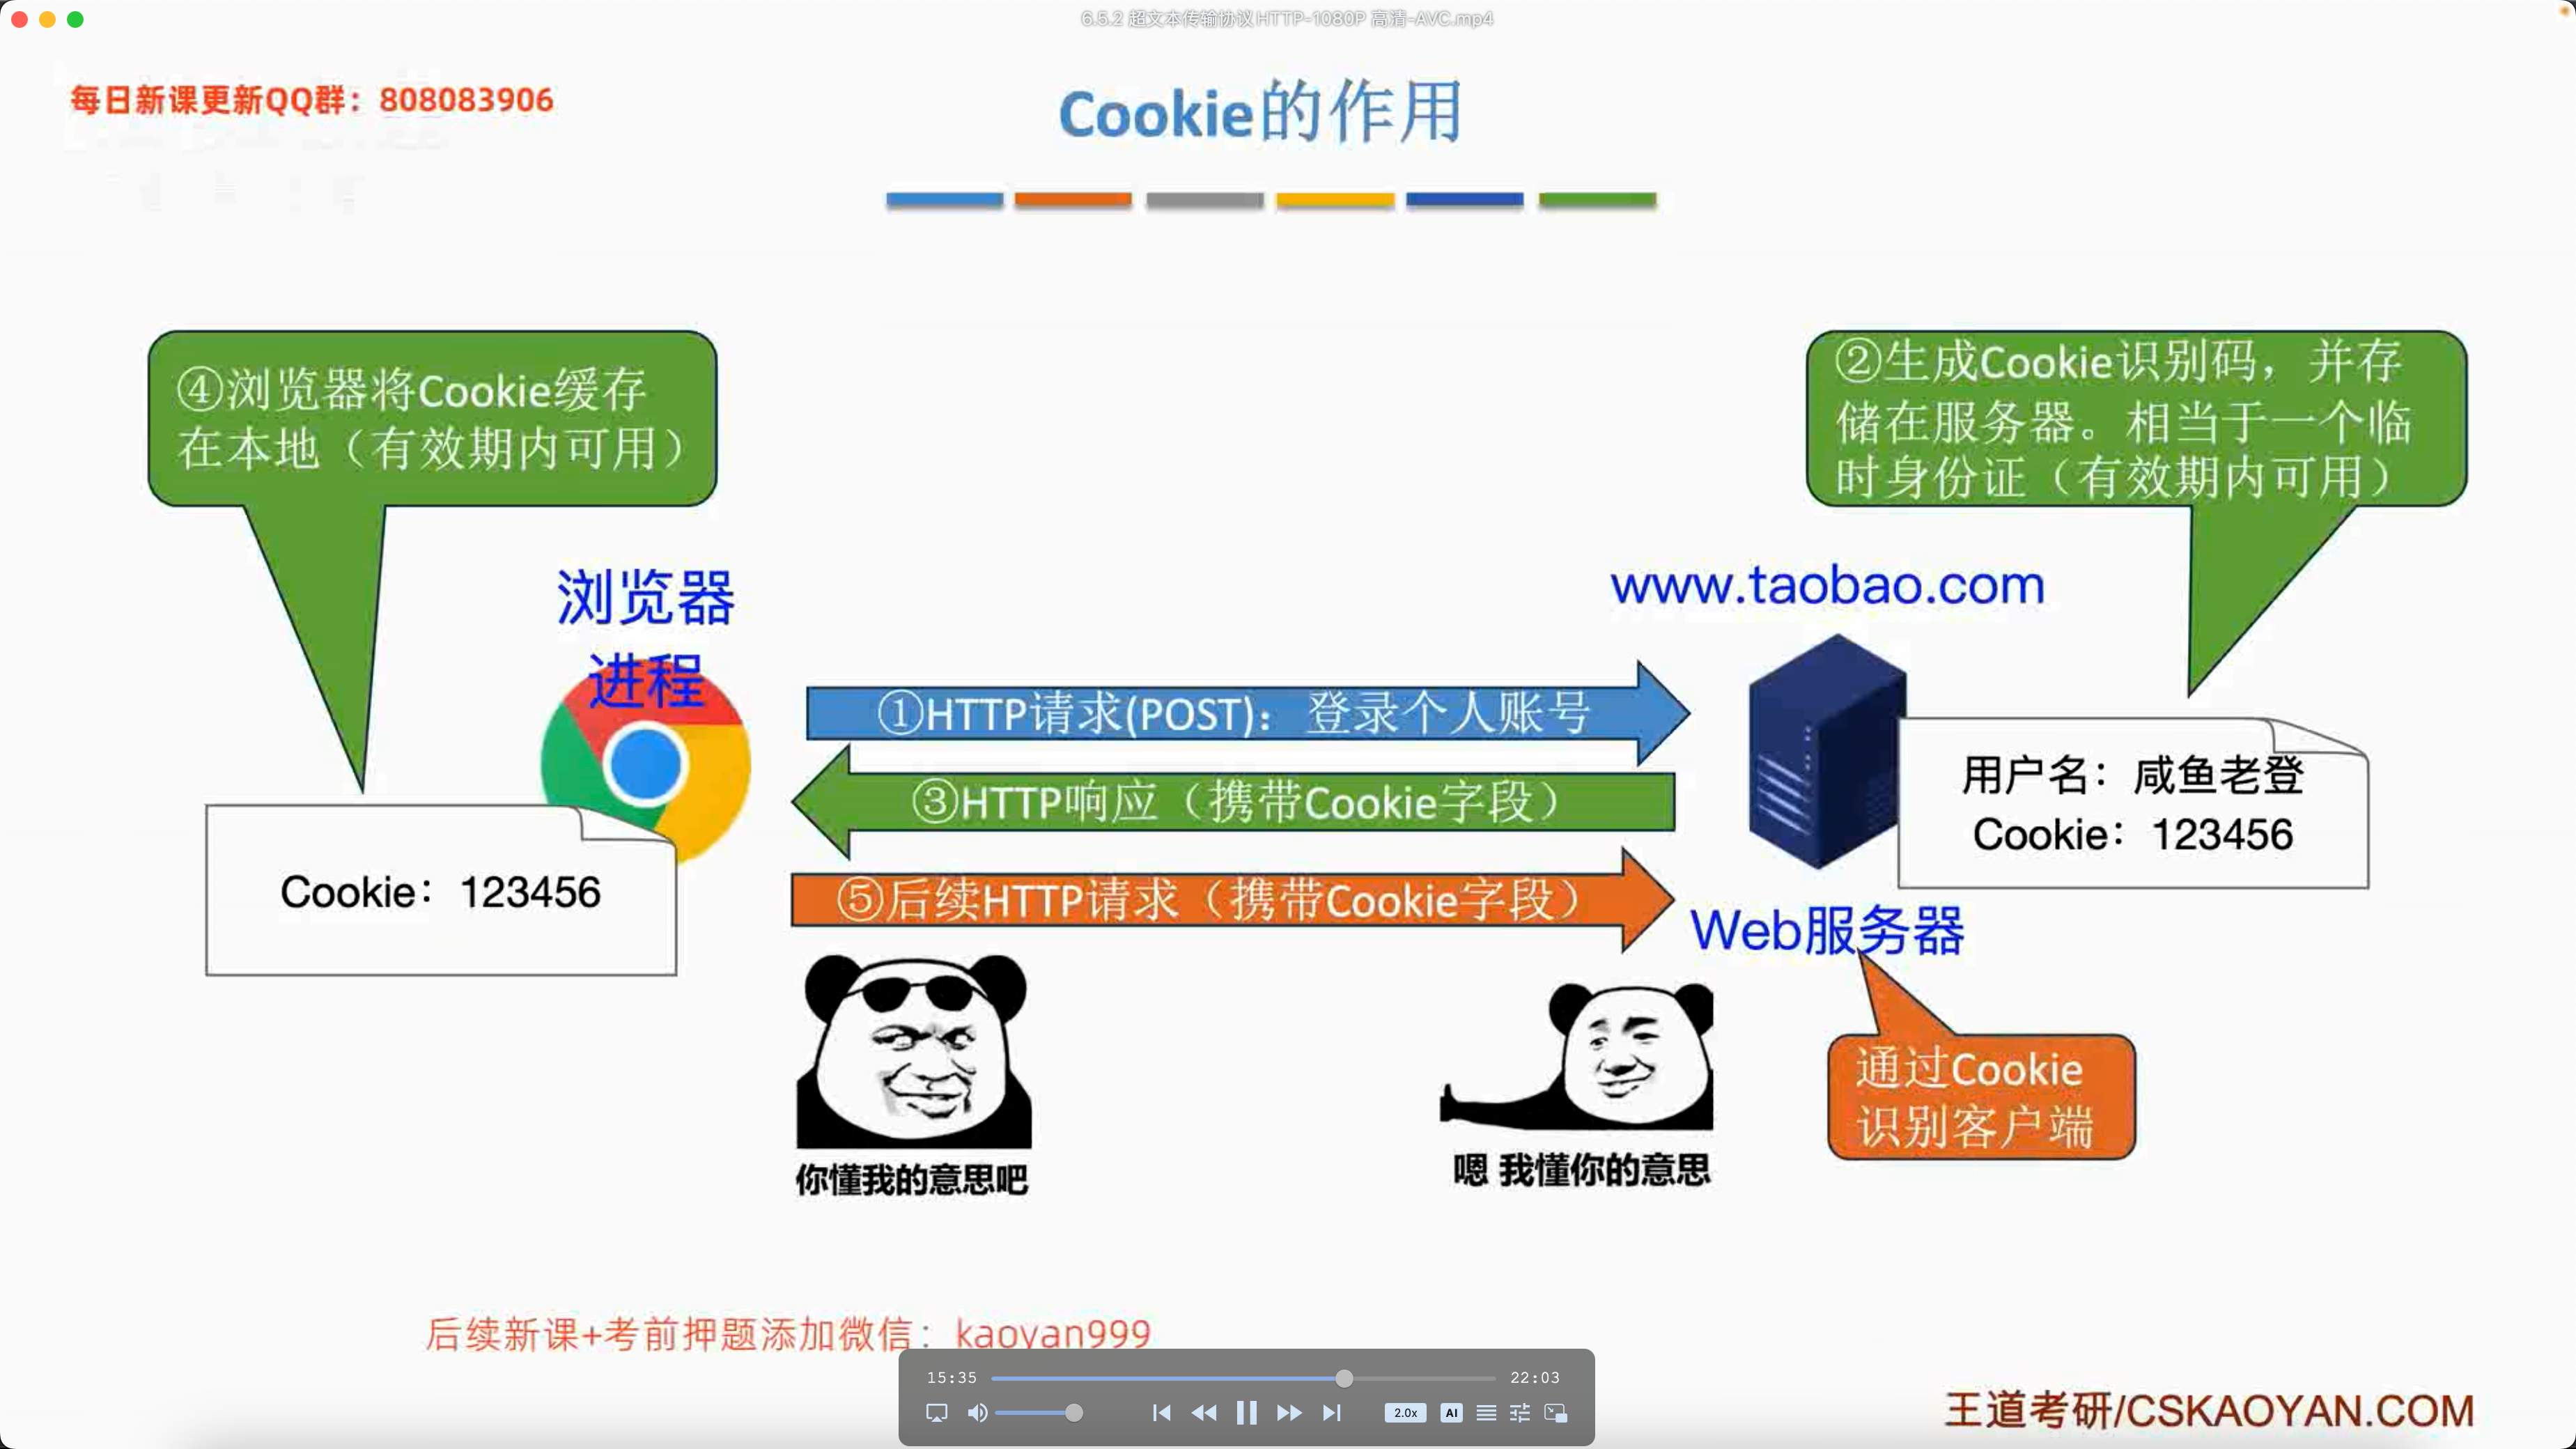 6.5.2 超文本传输协议HTTP-1080P 高清-AVC.mp4
每日新课更新QQ群：808083906
Cookie的作用
④浏览器将Cookie缓存
在本地（有效期内可用）
②生成Cookie识别码，并存
储在服务器。相当于一个临
时身份证（有效期内可用）
浏览器
进程
www.taobao.com
①HTTP请求(POST)：登录个人账号
③HTTP响应（携带Cookie字段）
⑤后续HTTP请求（携带Cookie字段）
用户名：咸鱼老登
Cookie：123456
Cookie：123456
Web服务器
通过Cookie
识别客户端
你懂我的意思吧
嗯 我懂你的意思
后续新课+考前押题添加微信：kaoyan999
15:35
22:03
2.0x
AI
王道考研/CSKAOYAN.COM